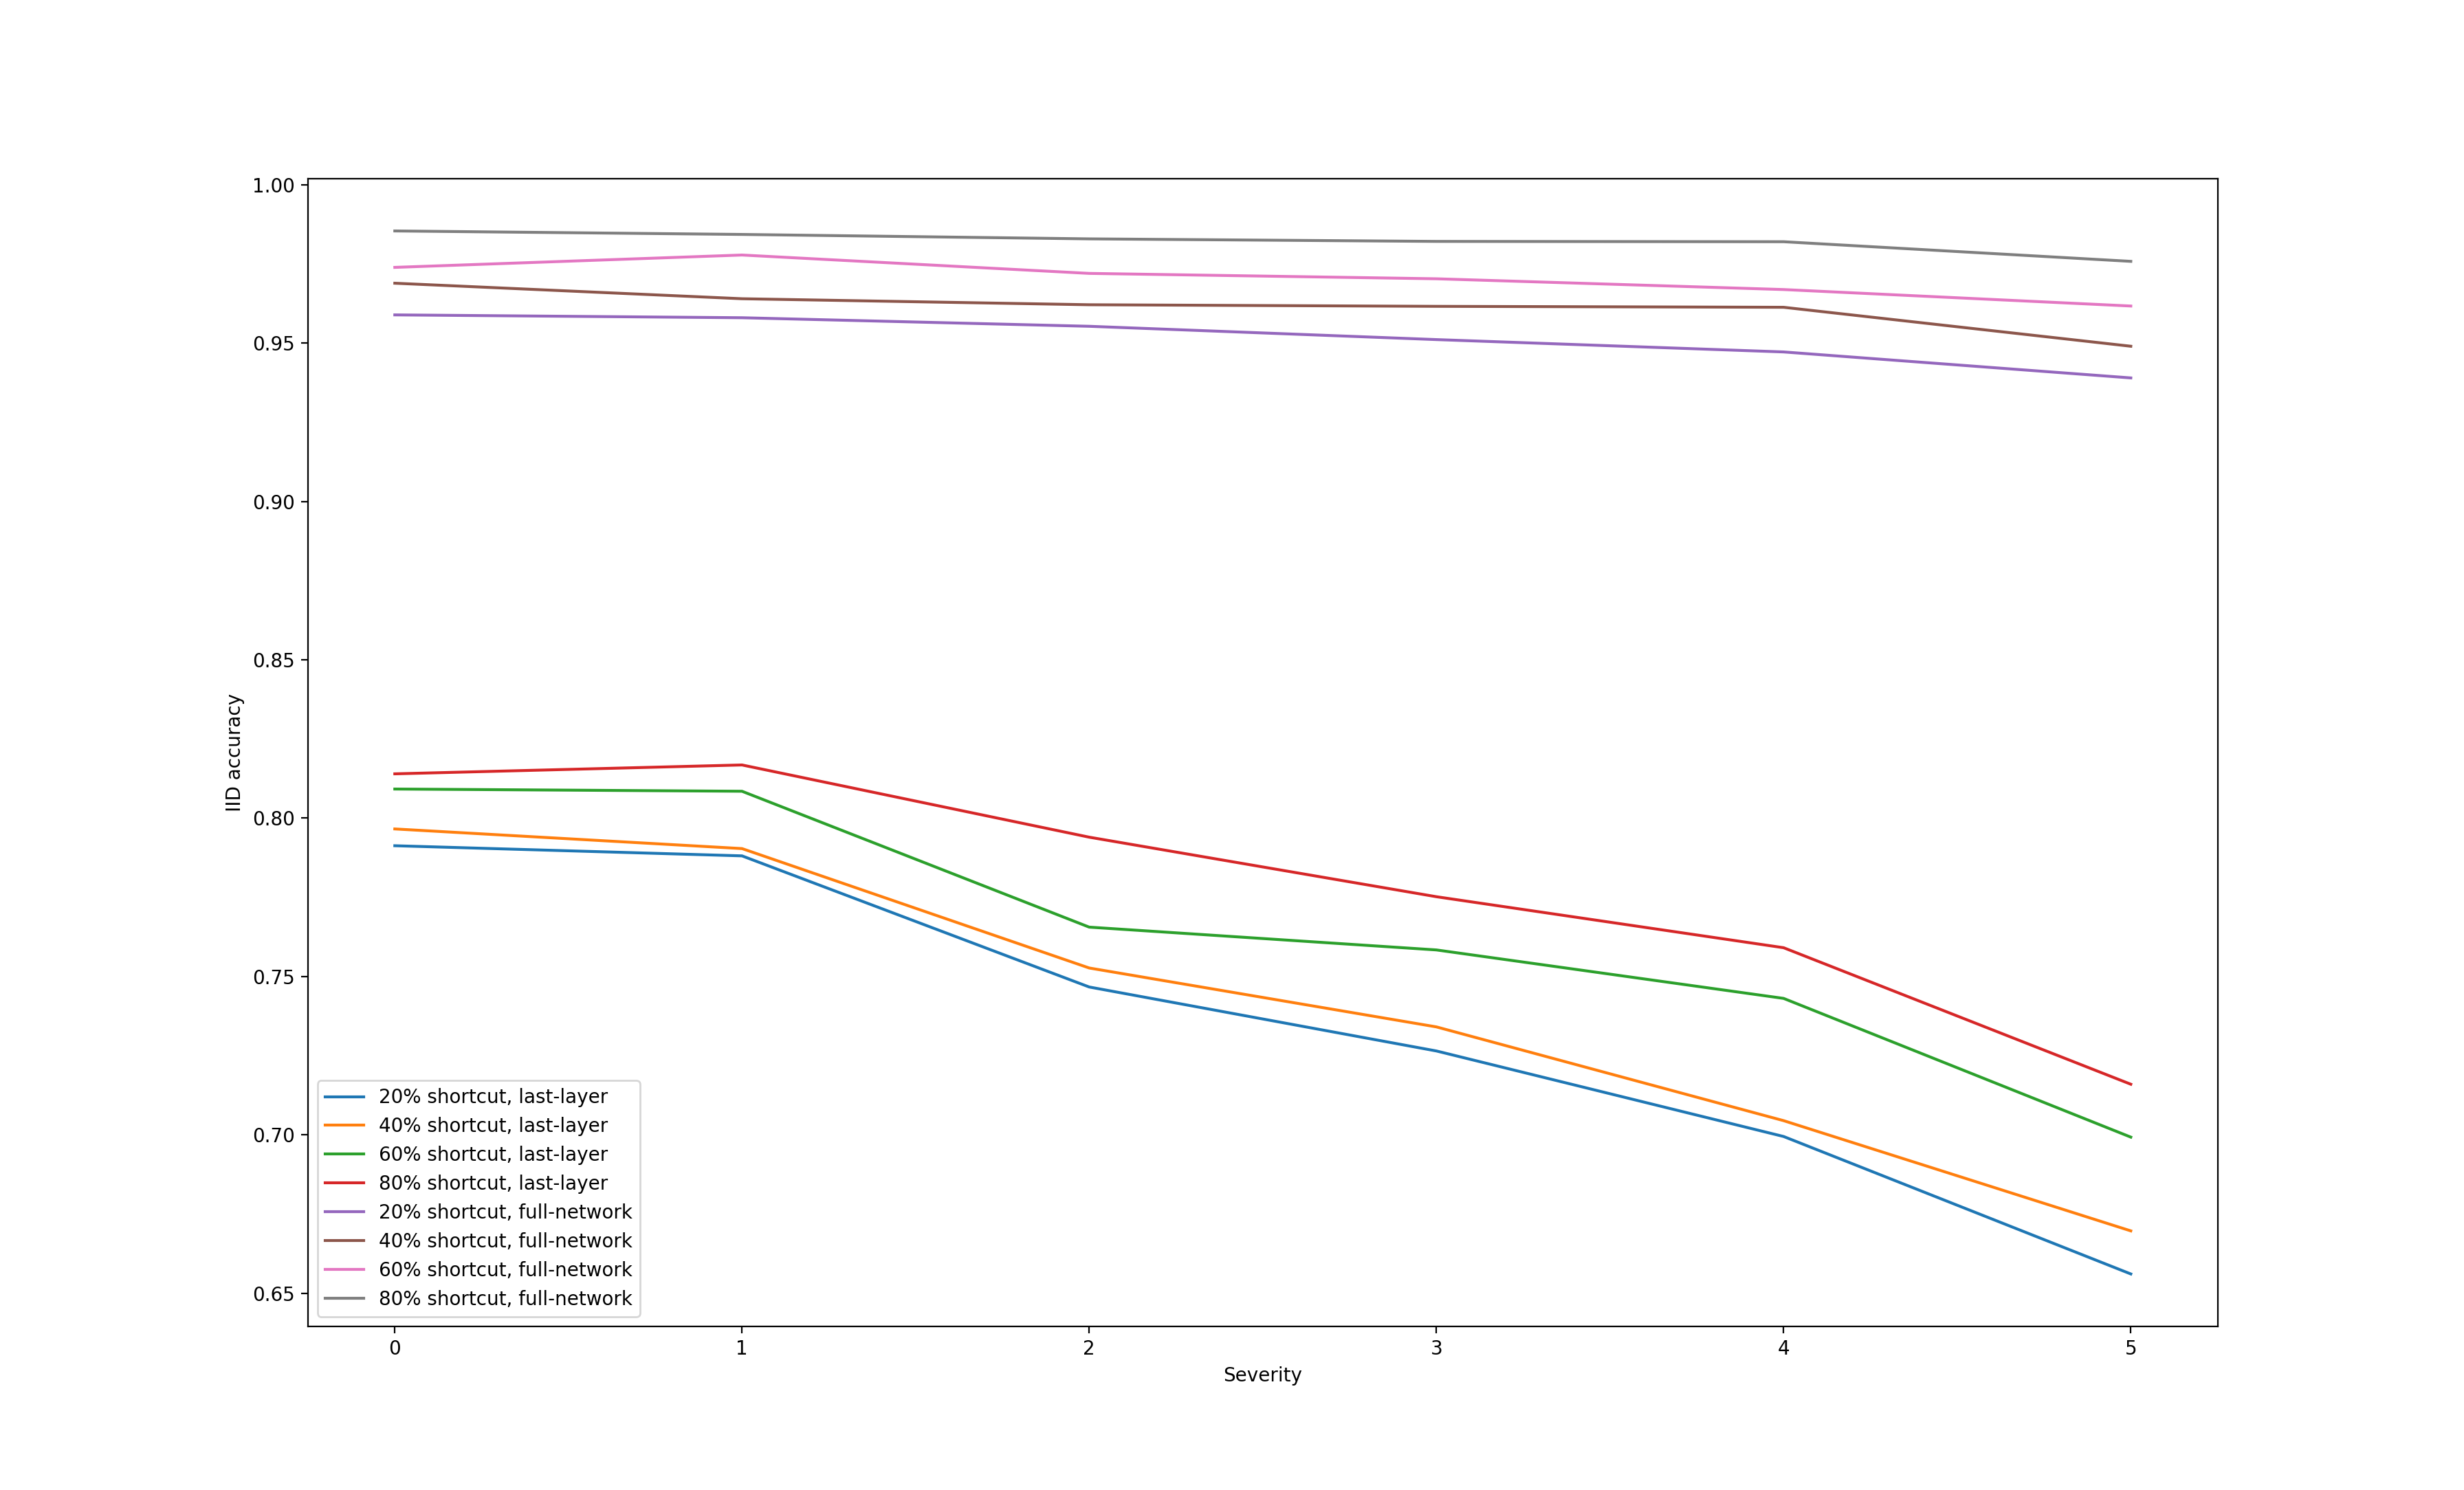 1.00
0.95
0.90
0.85
0.80
0.75
0.70
0.65
IID accuracy
20% shortcut, last-layer
40% shortcut, last-layer
60% shortcut, last-layer
80% shortcut, last-layer
20% shortcut, full-network
40% shortcut, full-network
60% shortcut, full-network
80% shortcut, full-network
0 1 2 3 4 5
Severity